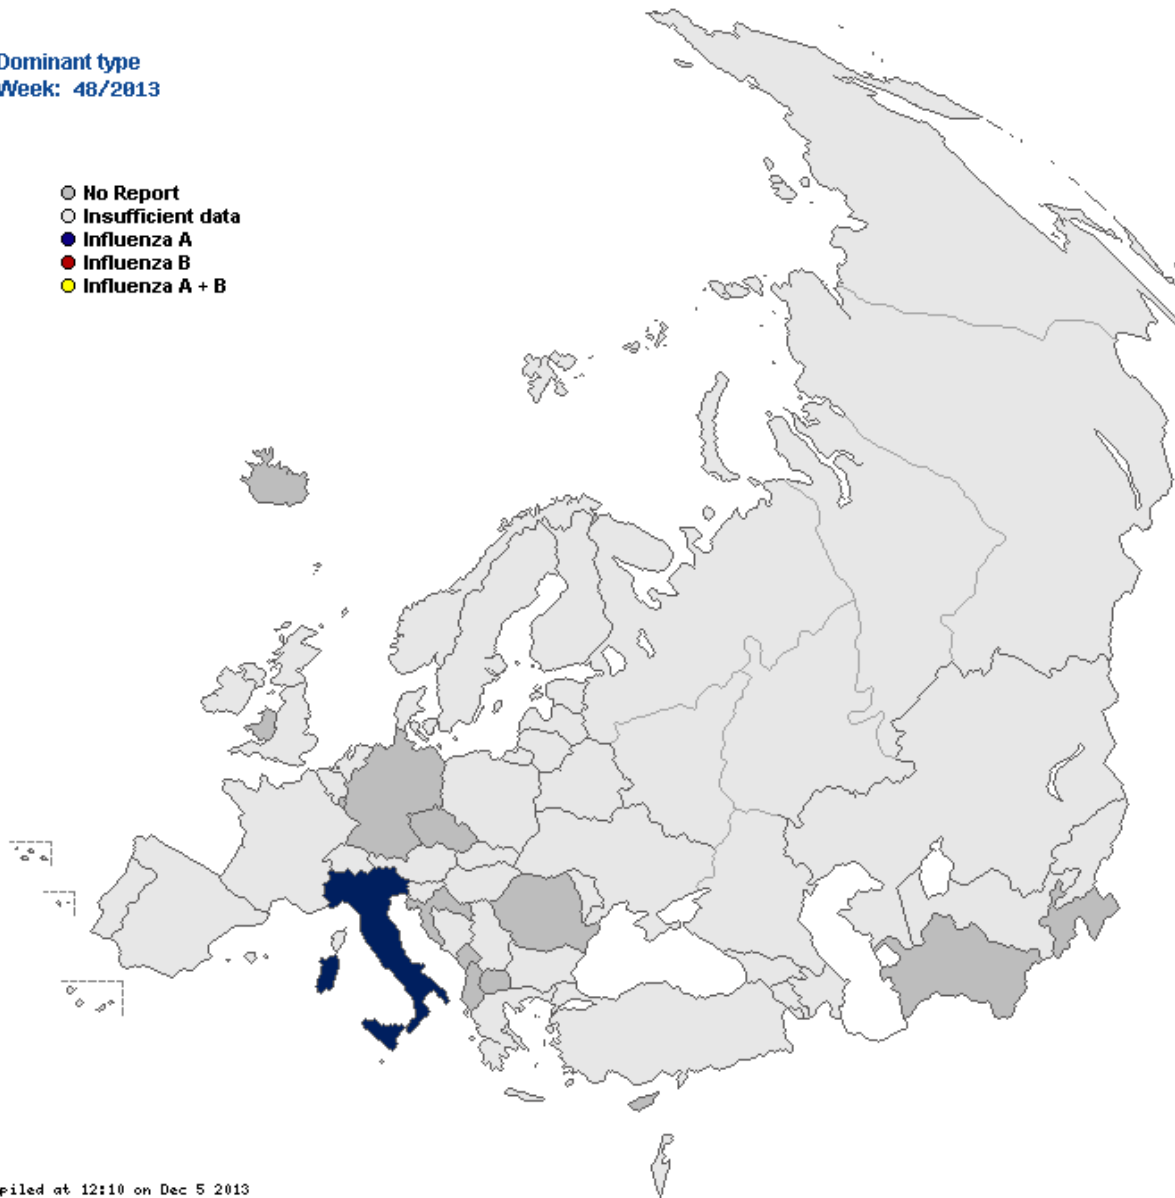 Dominant type
Week: 48/2013
No Report
Insufficient data
Influenza A
Influenza B
Influenza A + B
piled at 12:10 on Dec 5 2013